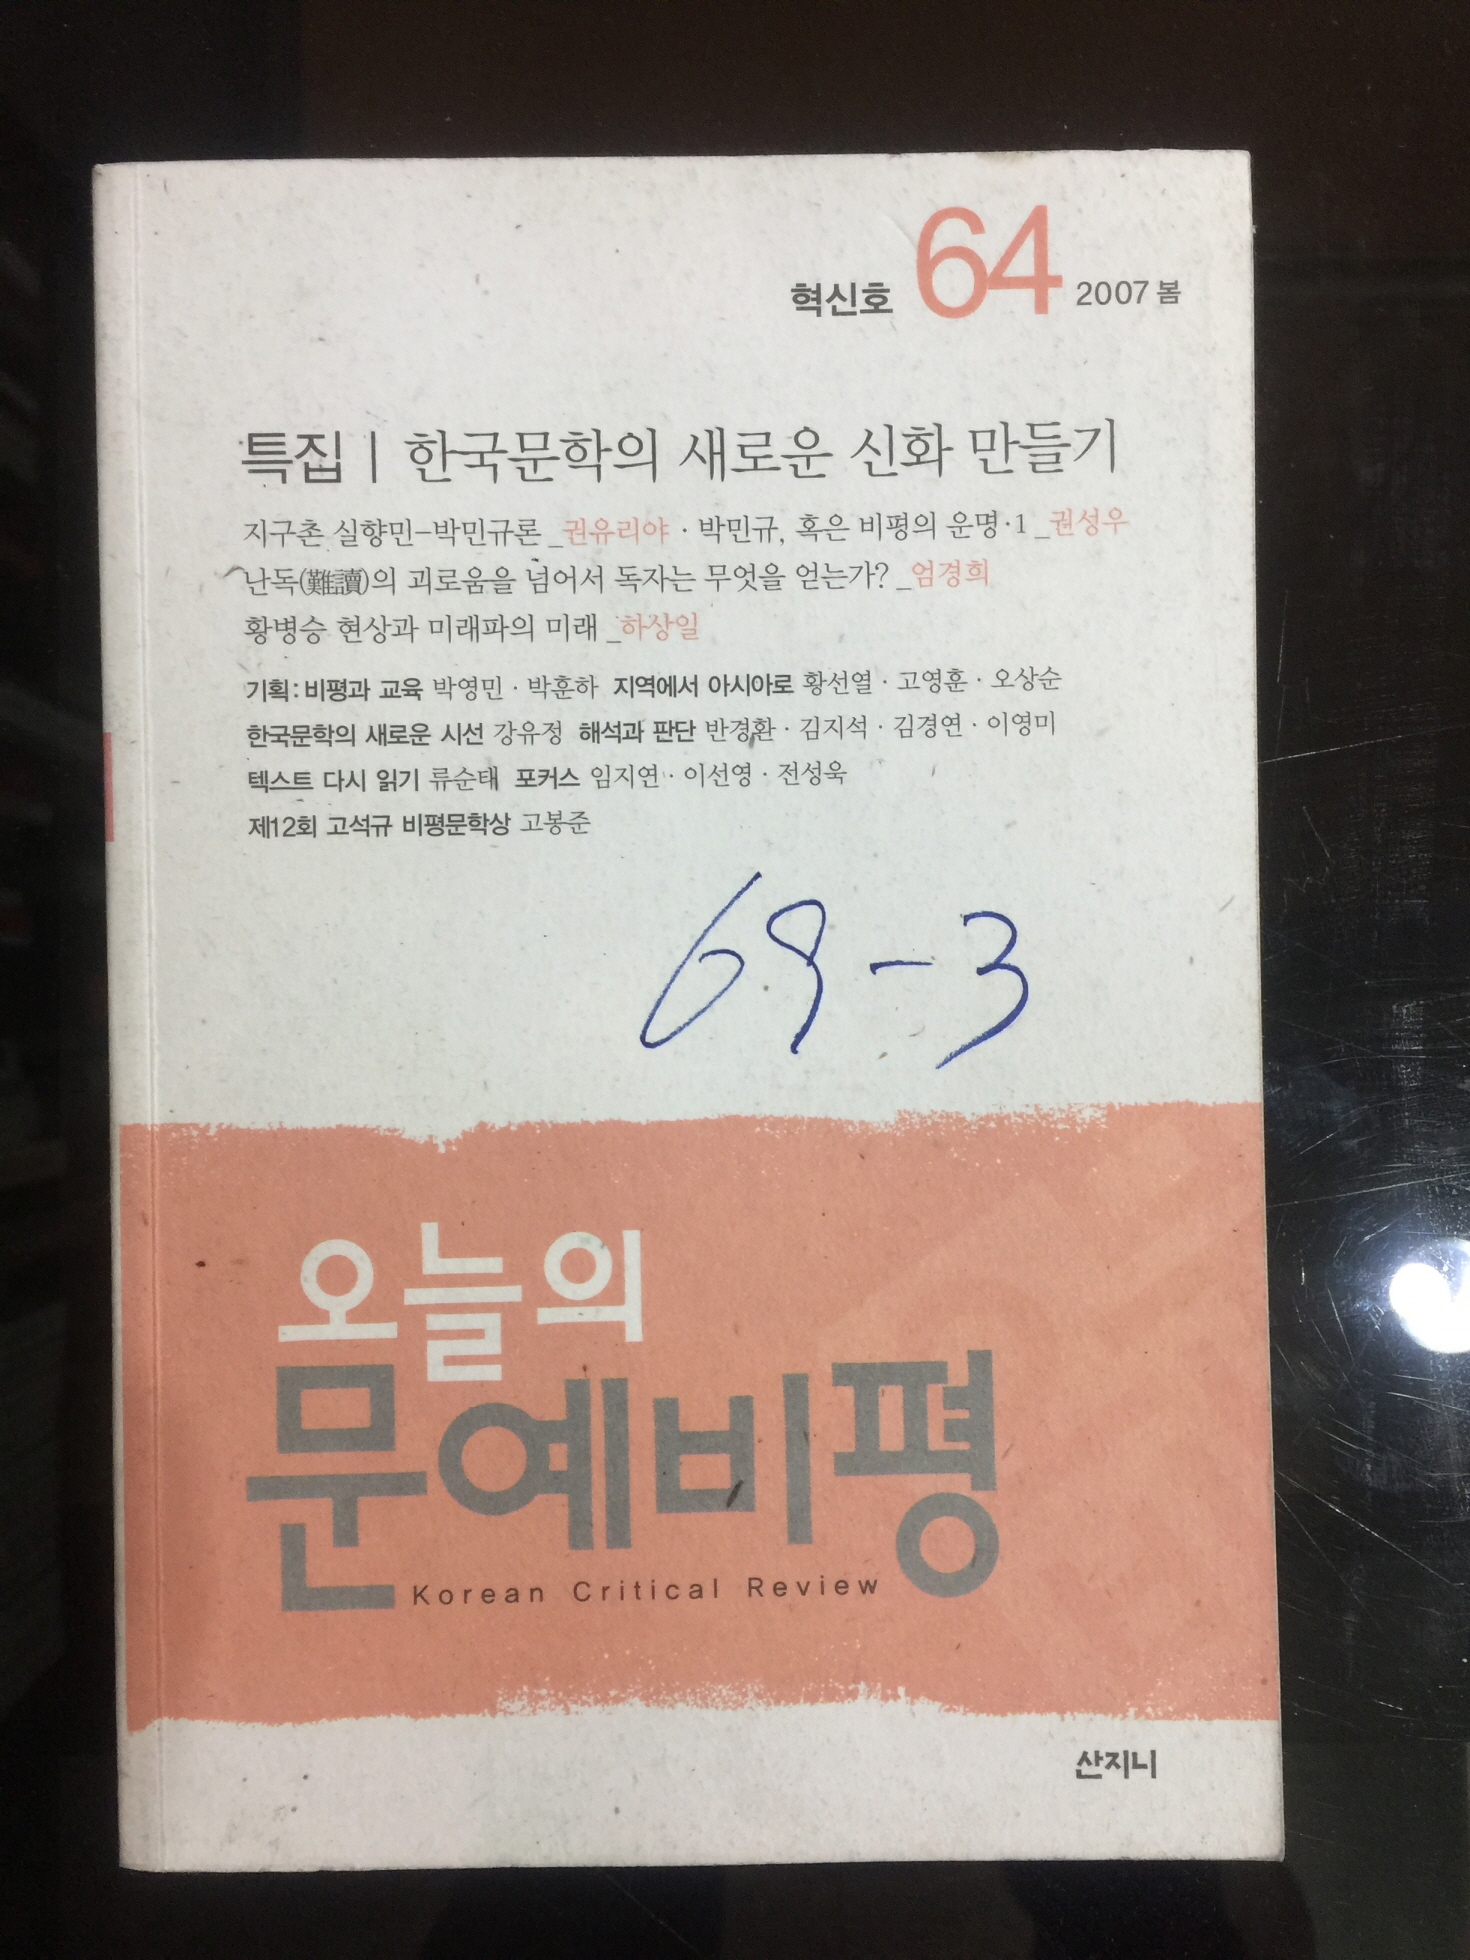 혁신호 64 2007 봄
특집 | 한국문학의 새로운 신화 만들기
지구촌 실향민-박민규론 _권유리야 · 박민규, 혹은 비평의 운명·1 _권성우
난독(難讀)의 괴로움을 넘어서 독자는 무엇을 얻는가? _엄경희
황병승 현상과 미래파의 미래 _하상일
기획: 비평과 교육 박영민 · 박훈하 지역에서 아시아로 황선열 · 고영훈 · 오상순
한국문학의 새로운 시선 강유정 해석과 판단 반경환 · 김지석 · 김경연 · 이영미
텍스트 다시 읽기 류순태 포커스 임지연 · 이선영 · 전성욱
제12회 고석규 비평문학상 고봉준
69-3
오늘의
문예비평
Korean Critical Review
산지니